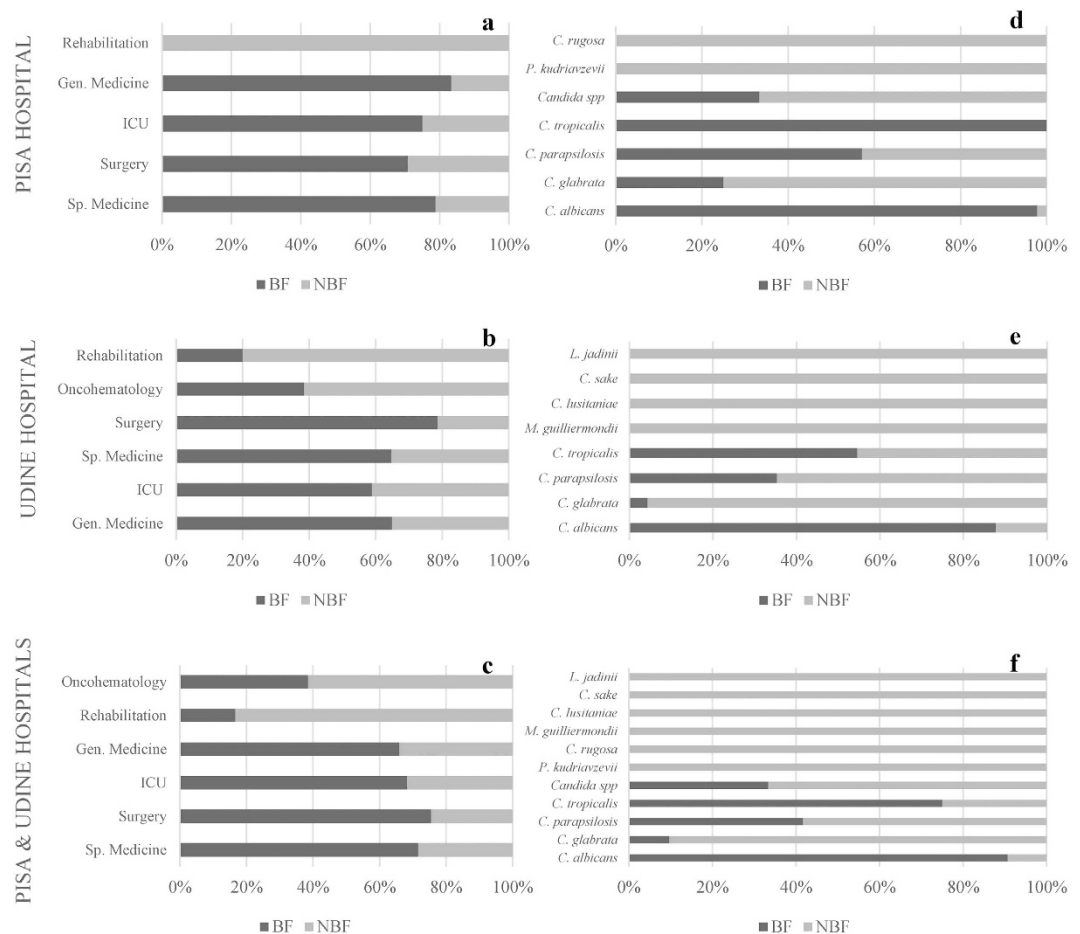 PISA HOSPITAL
a
Rehabilitation
Gen. Medicine
ICU
Surgery
Sp. Medicine
0% 20% 40% 60% 80% 100%
BF NBF
d
C. rugosa
P. kudriavzevii
Candida spp
C. tropicalis
C. parapsilosis
C. glabrata
C. albicans
0% 20% 40% 60% 80% 100%
BF NBF
UDINE HOSPITAL
b
Rehabilitation
Oncohematology
Surgery
Sp. Medicine
ICU
Gen. Medicine
0% 20% 40% 60% 80% 100%
BF NBF
e
L. jadinii
C. sake
C. lusitaniae
M. guilliermondii
C. tropicalis
C. parapsilosis
C. glabrata
C. albicans
0% 20% 40% 60% 80% 100%
BF NBF
PISA & UDINE HOSPITALS
c
Oncohematology
Rehabilitation
Gen. Medicine
ICU
Surgery
Sp. Medicine
0% 20% 40% 60% 80% 100%
BF NBF
f
L. jadinii
C. sake
C. lusitaniae
M. guilliermondii
C. rugosa
P. kudriavzevii
Candida spp
C. tropicalis
C. parapsilosis
C. glabrata
C. albicans
0% 20% 40% 60% 80% 100%
BF NBF